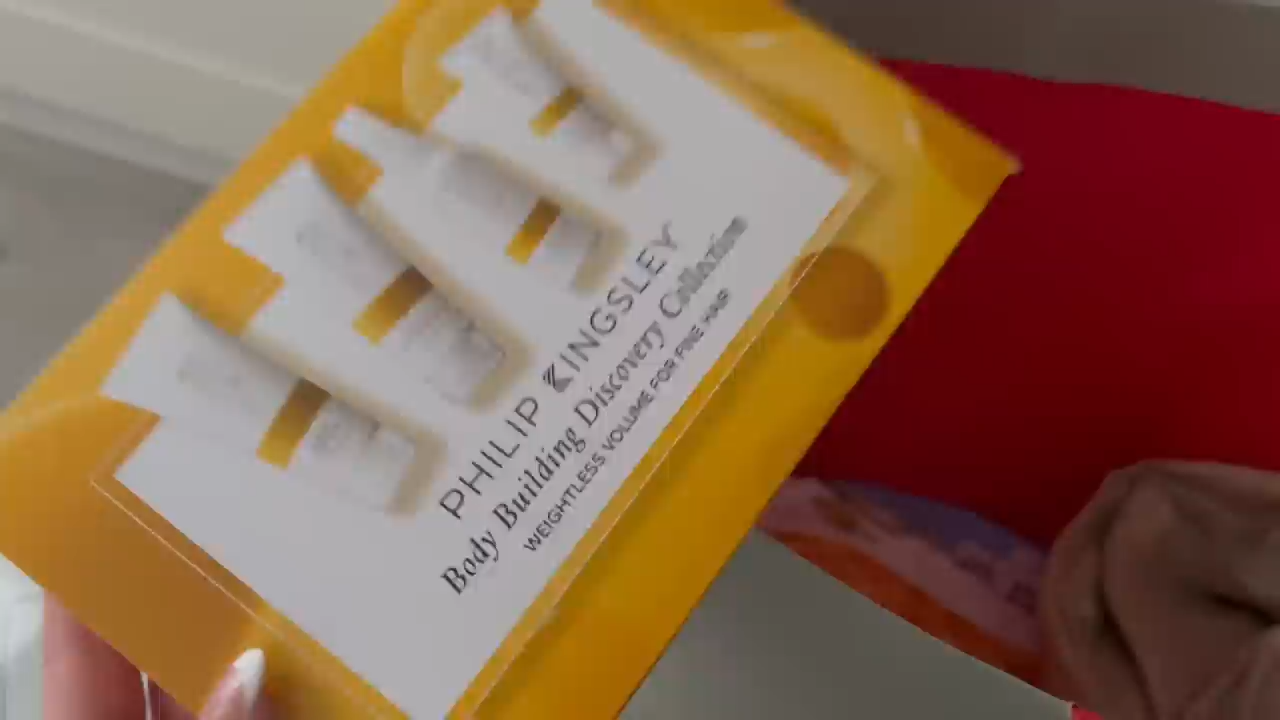 PHILIP KINGSLEY
Body Building Discovery Collection
WEIGHTLESS VOLUME FOR FINE HAIR